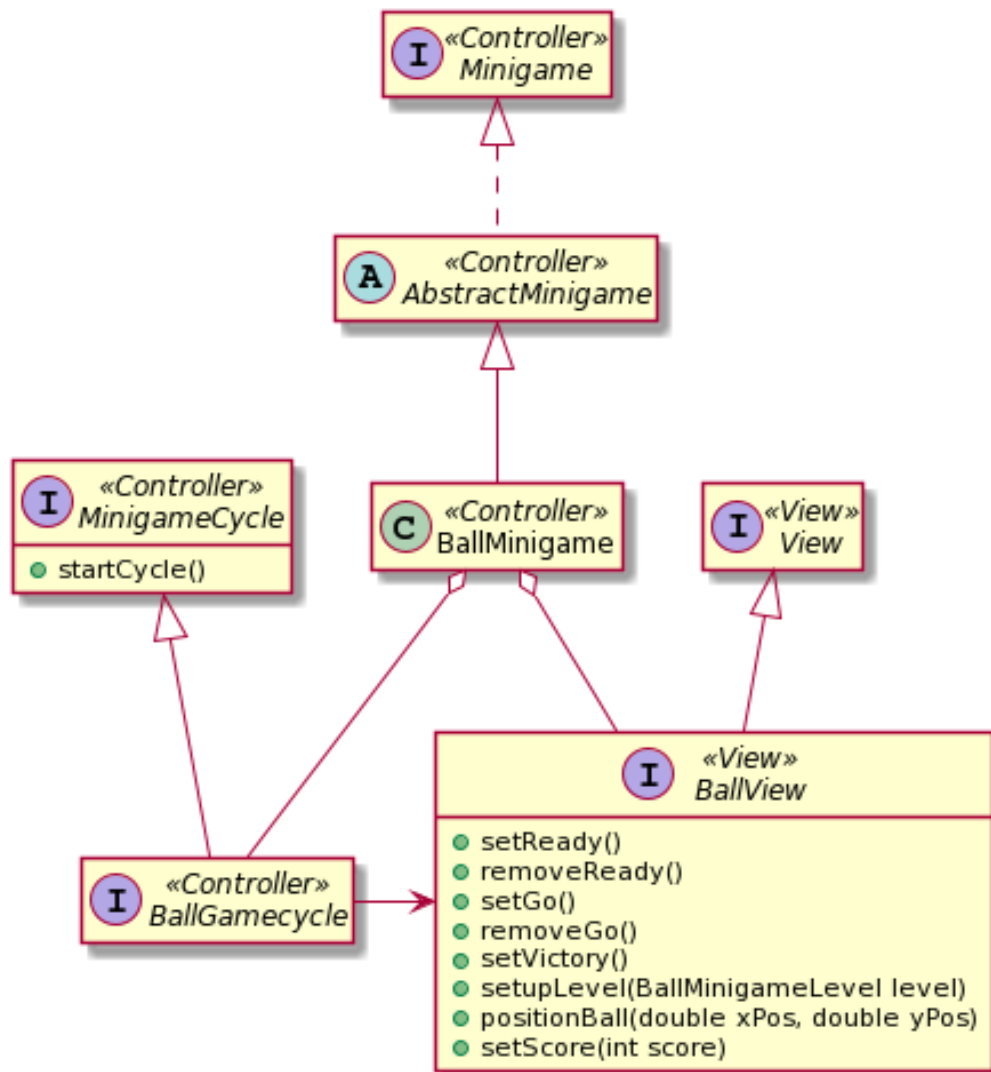 I «Controller»
Minigame
A «Controller»
AbstractMinigame
I «Controller»
MinigameCycle
startCycle()
C «Controller»
BallMinigame
I «View»
View
I «View»
BallView
setReady()
removeReady()
setGo()
removeGo()
setVictory()
setupLevel(BallMinigameLevel level)
positionBall(double xPos, double yPos)
setScore(int score)
I «Controller»
BallGamecycle